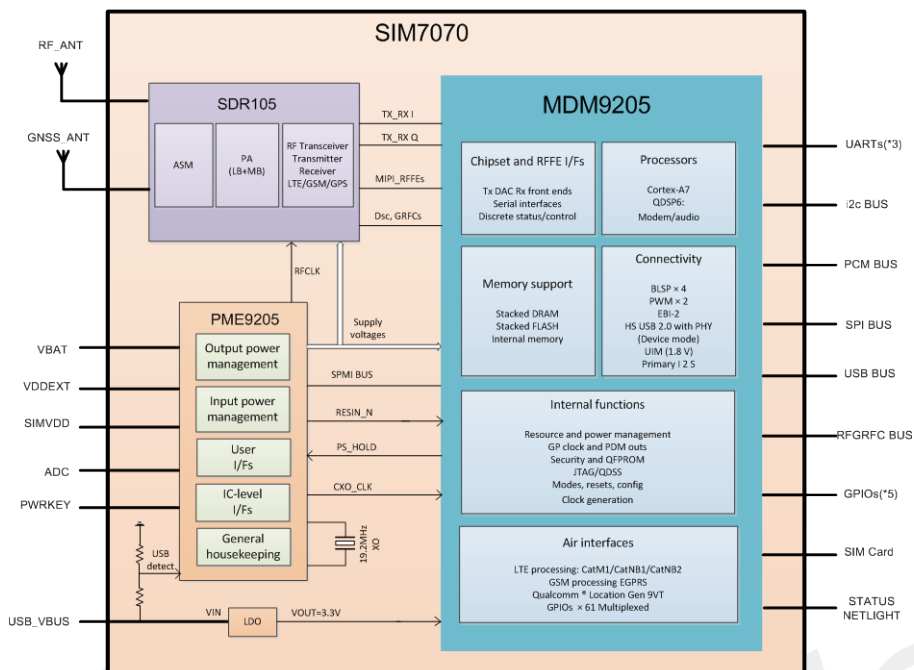 SIM7070
RF_ANT
GNSS_ANT
SDR105
ASM
PA
(LB+MB)
RF Transceiver
Transmitter
Receiver
LTE/GSM/GPS
TX_RX I
TX_RX Q
MIPI_RFFEs
Dsc, GRFCs
RFCLK
Supply
voltages
MDM9205
Chipset and RFFE I/Fs
Tx DAC Rx front ends
Serial interfaces
Discrete status/control
Processors
Cortex-A7
QDSP6:
Modem/audio
Memory support
Stacked DRAM
Stacked FLASH
Internal memory
Connectivity
BLSP × 4
PWM × 2
EBI-2
HS USB 2.0 with PHY
(Device mode)
UIM (1.8 V)
Primary I 2 S
Internal functions
Resource and power management
GP clock and PDM outs
Security and QFPROM
JTAG/QDSS
Modes, resets, config
Clock generation
Air interfaces
LTE processing: CatM1/CatNB1/CatNB2
GSM processing EGPRS
Qualcomm ® Location Gen 9VT
GPIOs × 61 Multiplexed
PME9205
Output power
management
Input power
management
User
I/Fs
IC-level
I/Fs
General
housekeeping
SPMI BUS
RESIN_N
PS_HOLD
CXO_CLK
19.2MHz
XO
VBAT
VDDEXT
SIMVDD
ADC
PWRKEY
USB
detect
USB_VBUS
VIN
LDO
VOUT=3.3V
UARTs(*3)
i2c BUS
PCM BUS
SPI BUS
USB BUS
RFGRFC BUS
GPIOs(*5)
SIM Card
STATUS
NETLIGHT